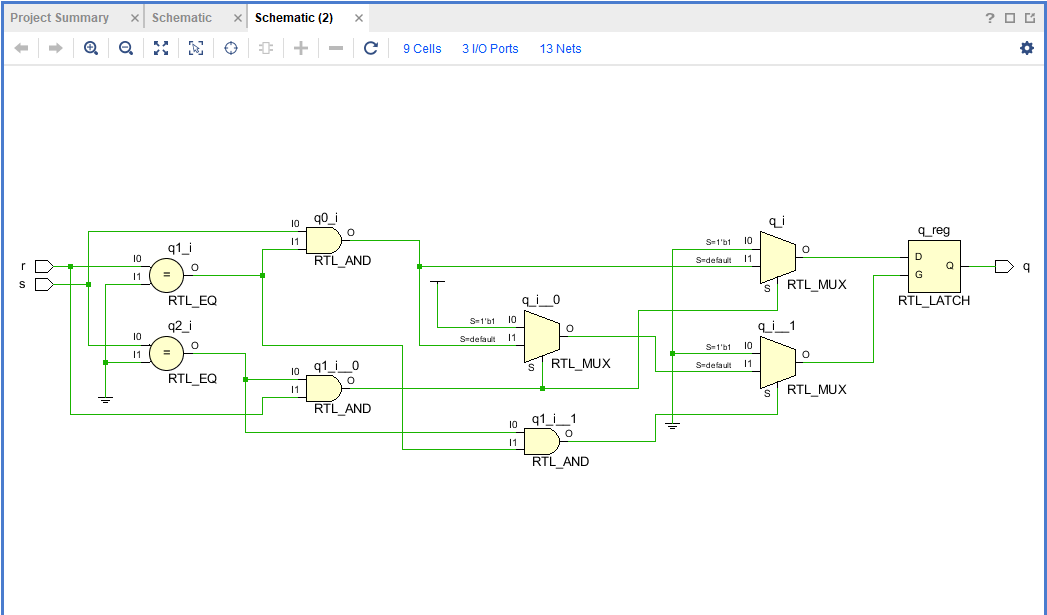 Project Summary × Schematic × Schematic (2) ×
?
9 Cells 3 I/O Ports 13 Nets
q0_i
I0
I1
O
RTL_AND
q_i
S=1'b1 I0
S=default I1
O
S
RTL_MUX
q_reg
D
G
Q
RTL_LATCH
q
r
s
q1_i
I0
I1
=
O
RTL_EQ
q_i__0
S=1'b1 I0
S=default I1
O
S
RTL_MUX
q2_i
I0
I1
=
O
RTL_EQ
q_i__1
S=1'b1 I0
S=default I1
O
S
RTL_MUX
q1_i__0
I0
I1
O
RTL_AND
q1_i__1
I0
I1
O
RTL_AND